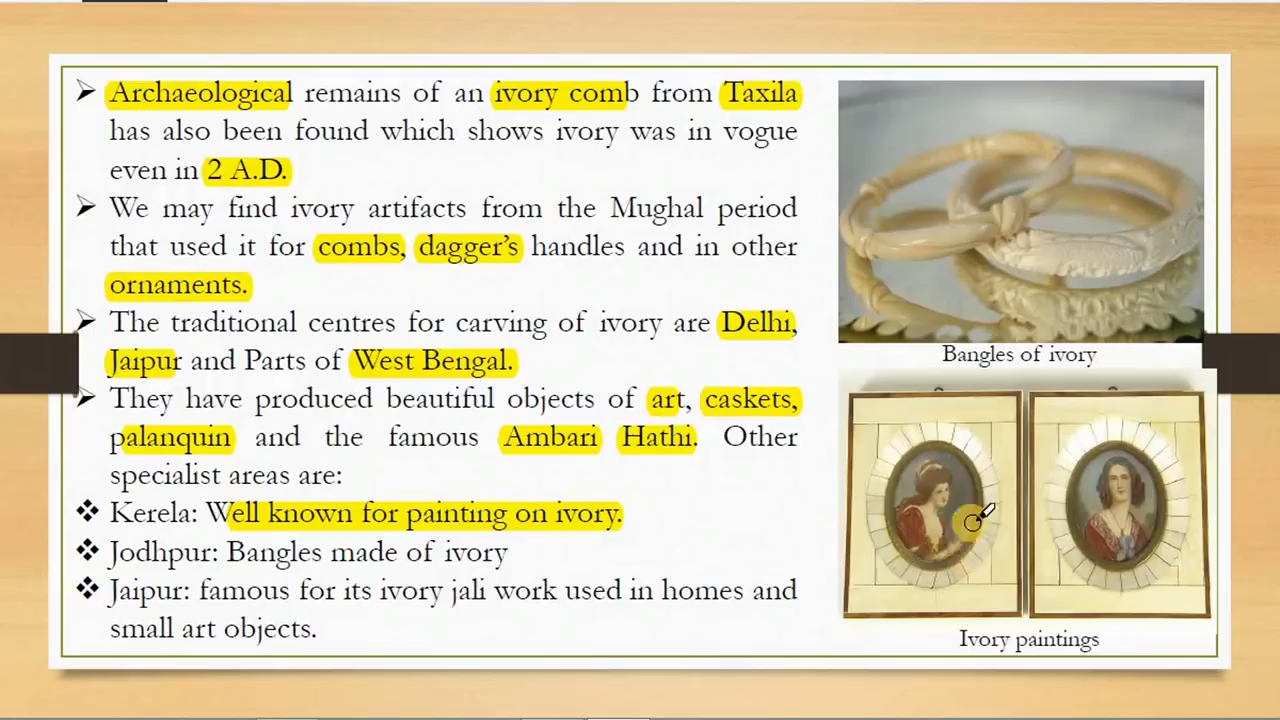 ➢ Archaeological remains of an ivory comb from Taxila
has also been found which shows ivory was in vogue
even in 2 A.D.
➢ We may find ivory artifacts from the Mughal period
that used it for combs, dagger's handles and in other
ornaments.
➢ The traditional centres for carving of ivory are Delhi,
Jaipur and Parts of West Bengal.
➢ They have produced beautiful objects of art, caskets,
palanquin and the famous Ambari Hathi. Other
specialist areas are:
❖ Kerela: Well known for painting on ivory.
❖ Jodhpur: Bangles made of ivory
❖ Jaipur: famous for its ivory jali work used in homes and
small art objects.
Bangles of ivory
Ivory paintings